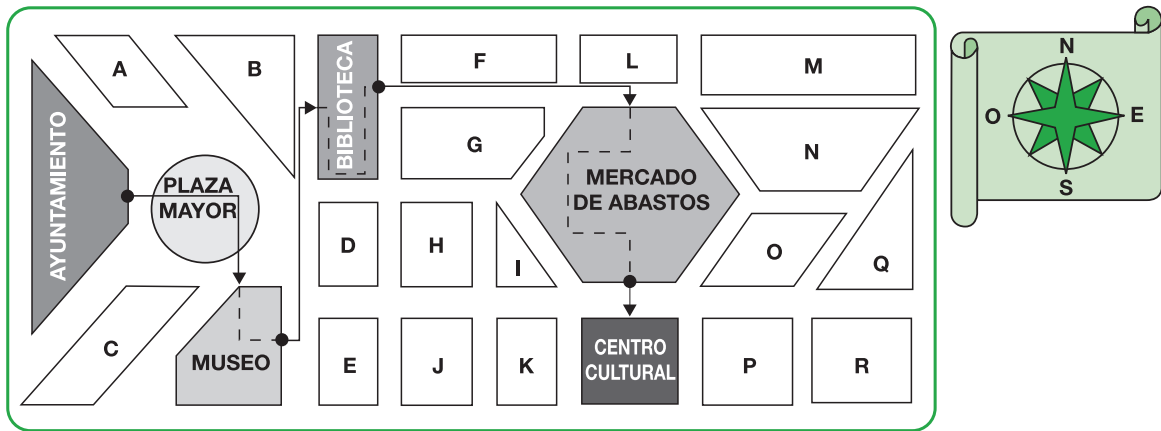 A
B
BIBLIOTECA
F
L
M
N
O
E
S
AYUNTAMIENTO
PLAZA
MAYOR
G
MERCADO
DE ABASTOS
N
D
H
I
O
Q
C
MUSEO
E
J
K
CENTRO
CULTURAL
P
R